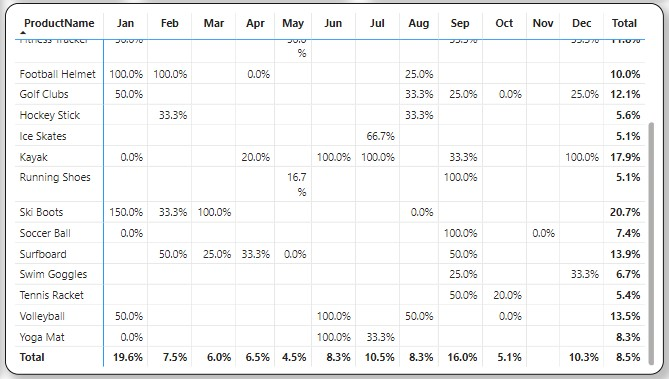 ProductName Jan Feb Mar Apr May Jun Jul Aug Sep Oct Nov Dec Total
%
Football Helmet 100.0% 100.0% 0.0% 25.0% 10.0%
Golf Clubs 50.0% 33.3% 25.0% 0.0% 25.0% 12.1%
Hockey Stick 33.3% 33.3% 5.6%
Ice Skates 66.7% 5.1%
Kayak 0.0% 20.0% 100.0% 100.0% 33.3% 100.0% 17.9%
Running Shoes 16.7 100.0% 5.1%
%
Ski Boots 150.0% 33.3% 100.0% 0.0% 20.7%
Soccer Ball 0.0% 100.0% 0.0% 7.4%
Surfboard 50.0% 25.0% 33.3% 0.0% 50.0% 13.9%
Swim Goggles 25.0% 33.3% 6.7%
Tennis Racket 50.0% 20.0% 5.4%
Volleyball 50.0% 100.0% 50.0% 0.0% 13.5%
Yoga Mat 0.0% 100.0% 33.3% 8.3%
Total 19.6% 7.5% 6.0% 6.5% 4.5% 8.3% 10.5% 8.3% 16.0% 5.1% 10.3% 8.5%